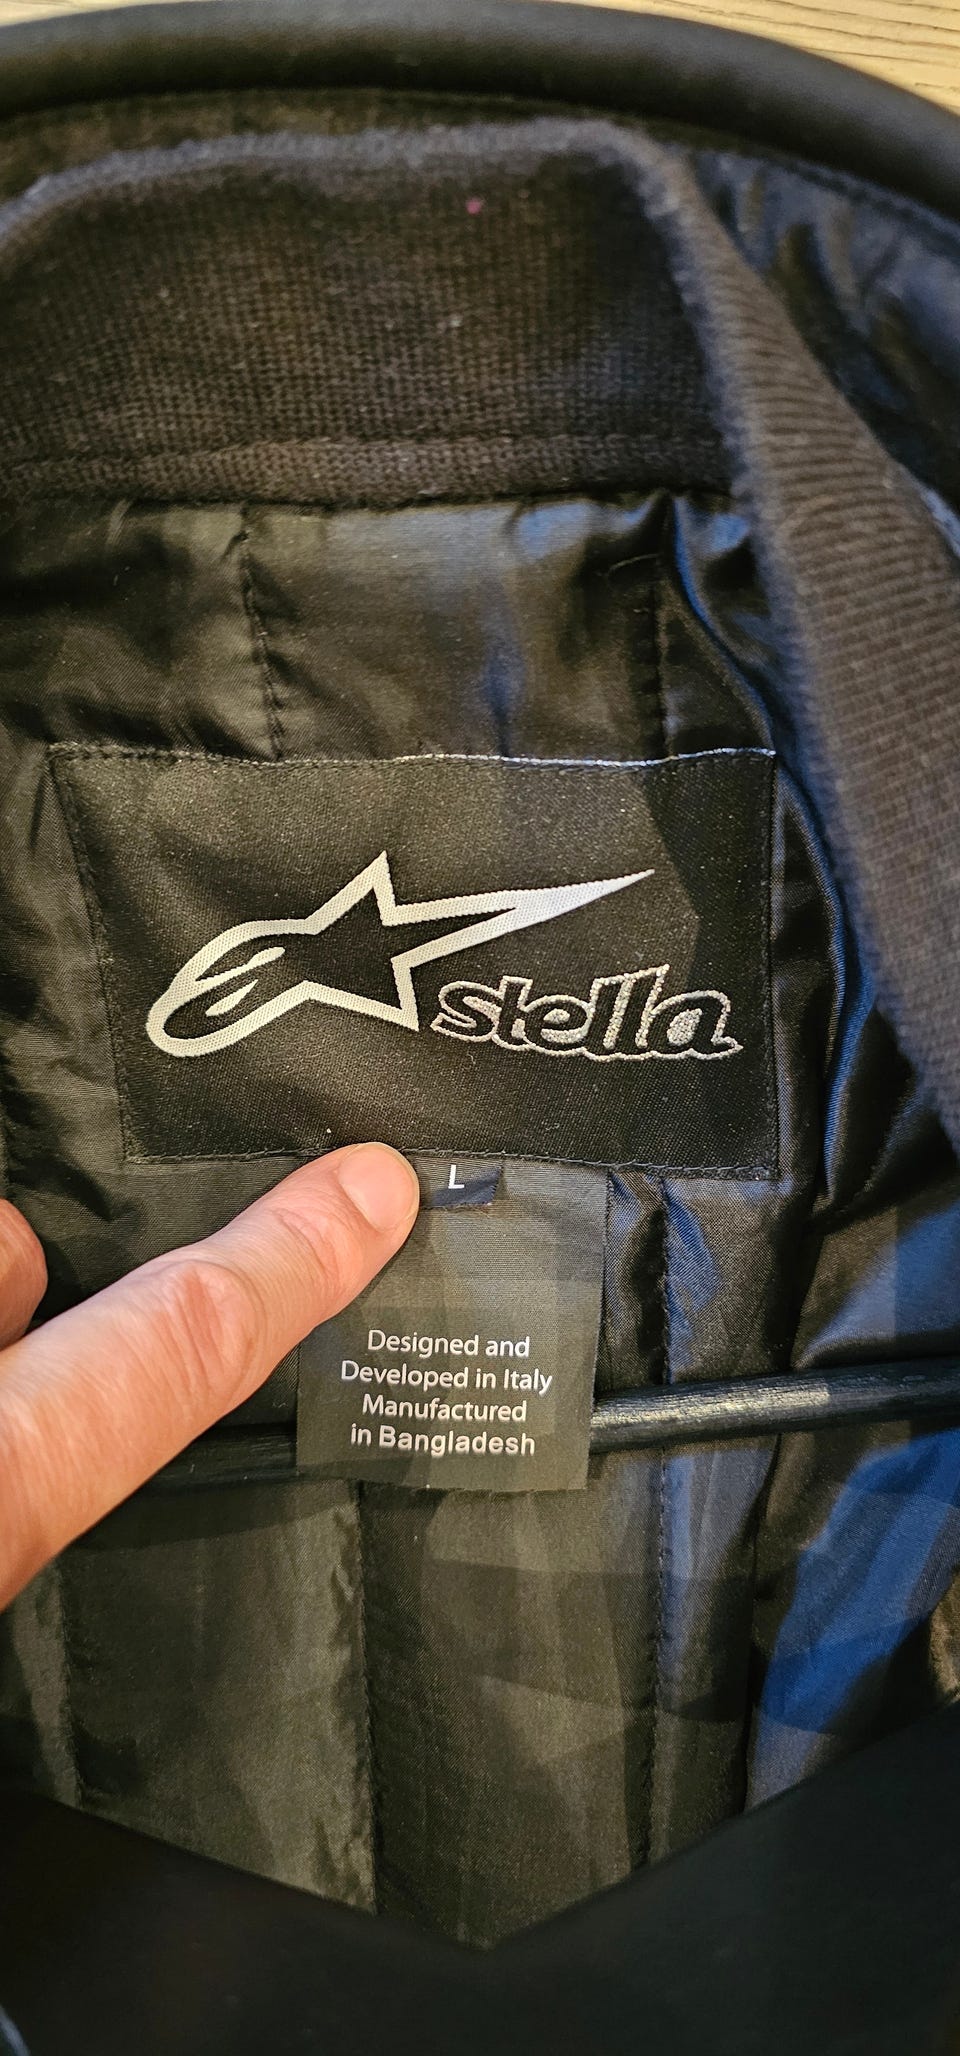 stella
L
Designed and
Developed in Italy
Manufactured
in Bangladesh